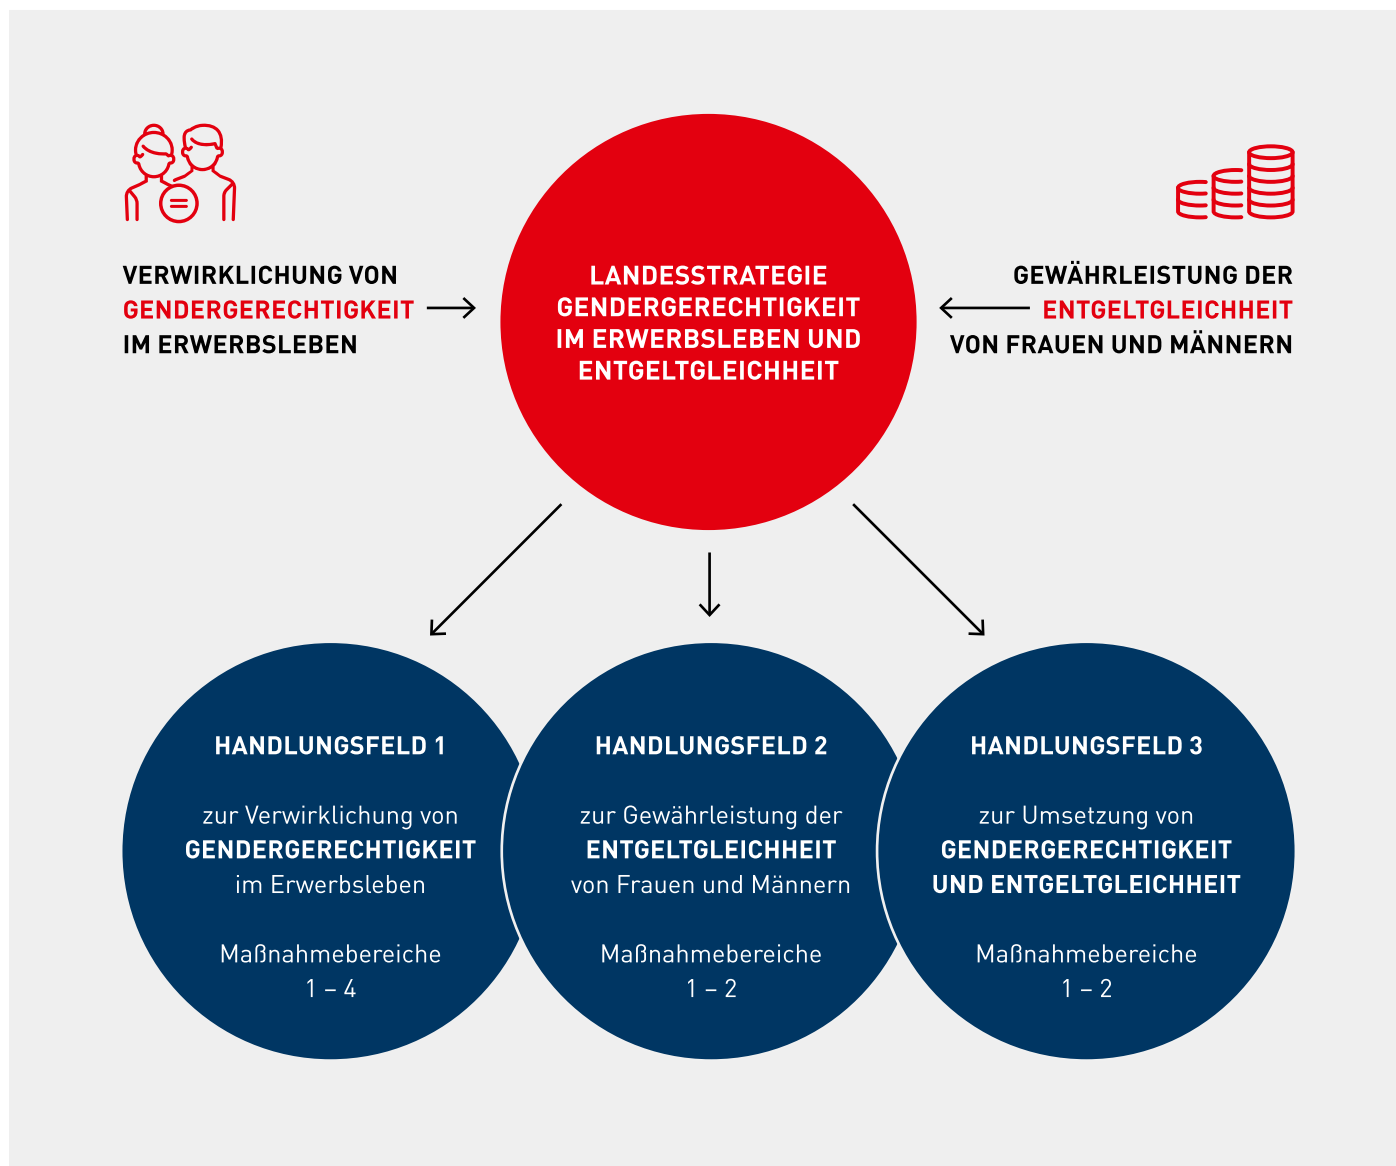 VERWIRKLICHUNG VON
GENDERGERECHTIGKEIT
IM ERWERBSLEBEN
LANDESSTRATEGIE
GENDERGERECHTIGKEIT
IM ERWERBSLEBEN UND
ENTGELTGLEICHHEIT
GEWÄHRLEISTUNG DER
ENTGELTGLEICHHEIT
VON FRAUEN UND MÄNNERN
HANDLUNGSFELD 1
zur Verwirklichung von
GENDERGERECHTIGKEIT
im Erwerbsleben
Maßnahmebereiche
1 – 4
HANDLUNGSFELD 2
zur Gewährleistung der
ENTGELTGLEICHHEIT
von Frauen und Männern
Maßnahmebereiche
1 – 2
HANDLUNGSFELD 3
zur Umsetzung von
GENDERGERECHTIGKEIT
UND ENTGELTGLEICHHEIT
Maßnahmebereiche
1 – 2